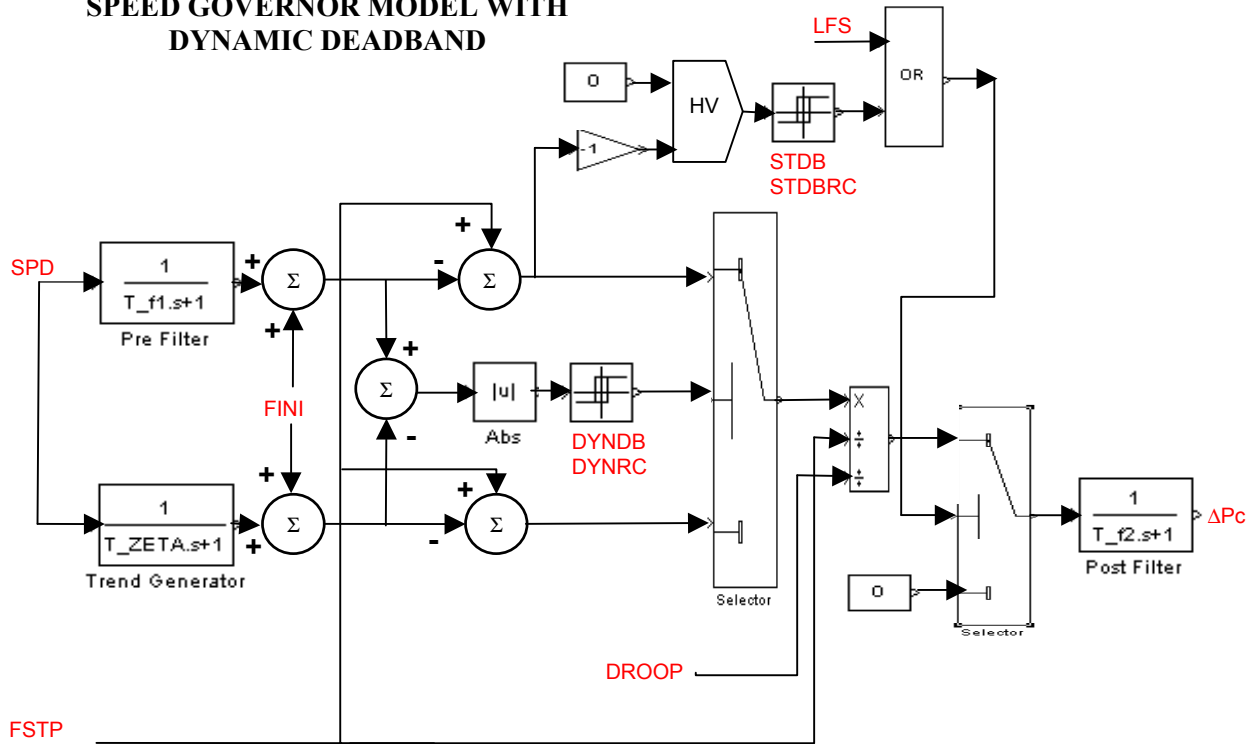 SPEED GOVERNOR MODEL WITH
DYNAMIC DEADBAND
LFS
OR
0
HV
-1
STDB
STDBRC
SPD
1
T_f1.s+1
Pre Filter
+
+
Σ
+
-
Σ
FINI
+
Σ
-
|u|
Abs
DYNDB
DYNRC
X
÷
÷
1
T_ZETA.s+1
Trend Generator
+
+
Σ
+
-
Σ
Selector
0
Selector
1
T_f2.s+1
Post Filter
ΔPc
DROOP
FSTP